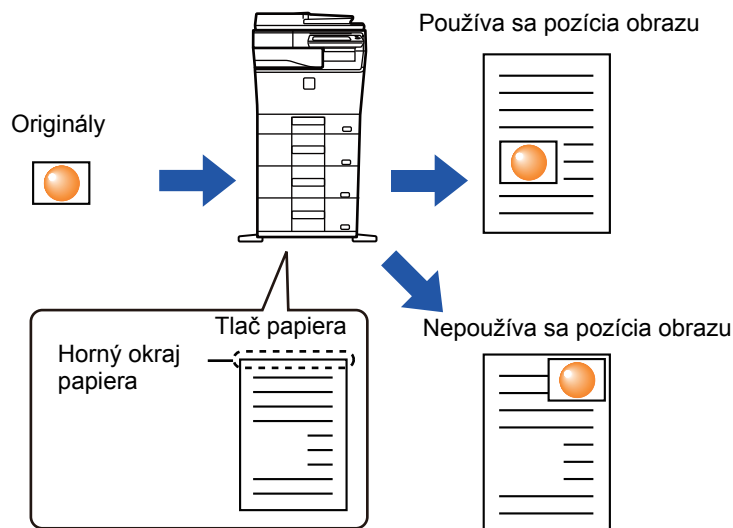 Používa sa pozícia obrazu
Originály
Tlač papiera
Horný okraj
papiera
Nepoužíva sa pozícia obrazu